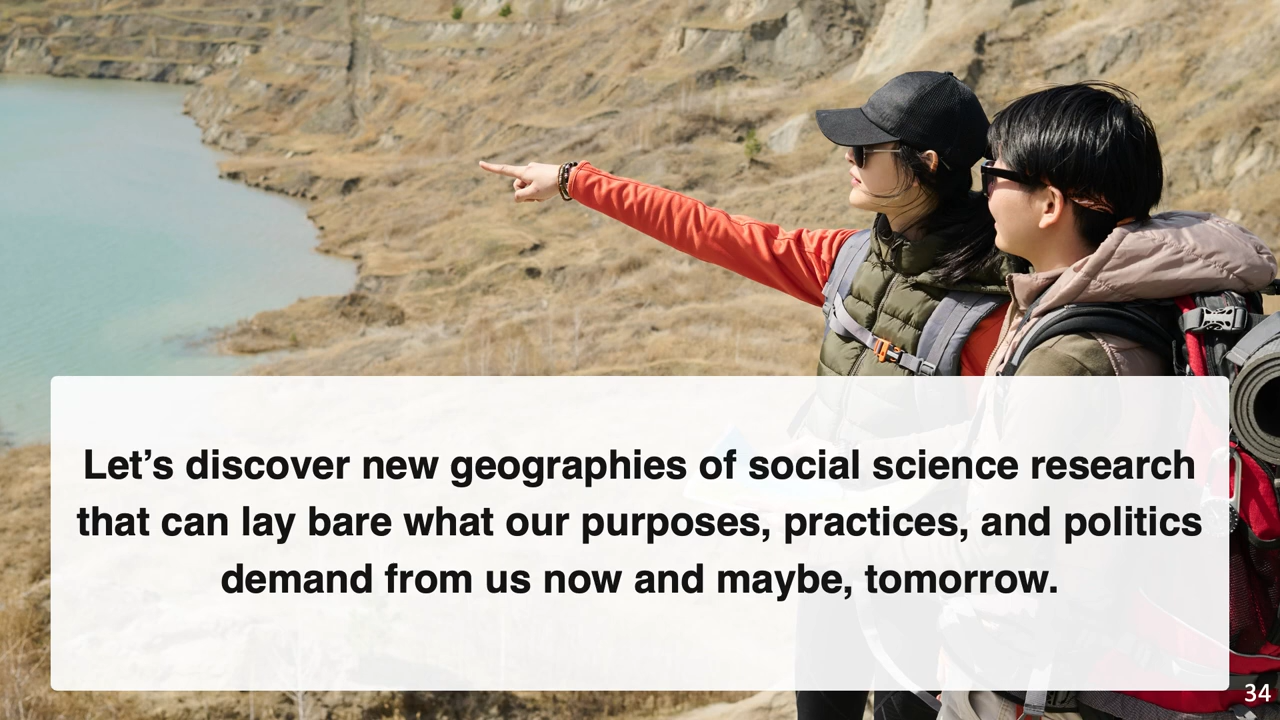 Let’s discover new geographies of social science research
that can lay bare what our purposes, practices, and politics
demand from us now and maybe, tomorrow.
34